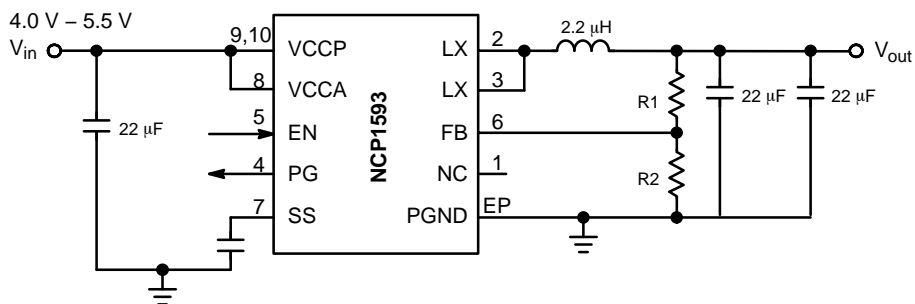 4.0 V – 5.5 V
Vin
9,10
VCCP
LX
2
2.2 μH
Vout
8
VCCA
LX
3
R1
22 μF
22 μF
22 μF
5
EN
NCP1593
FB
6
4
PG
NC
1
R2
7
SS
PGND
EP